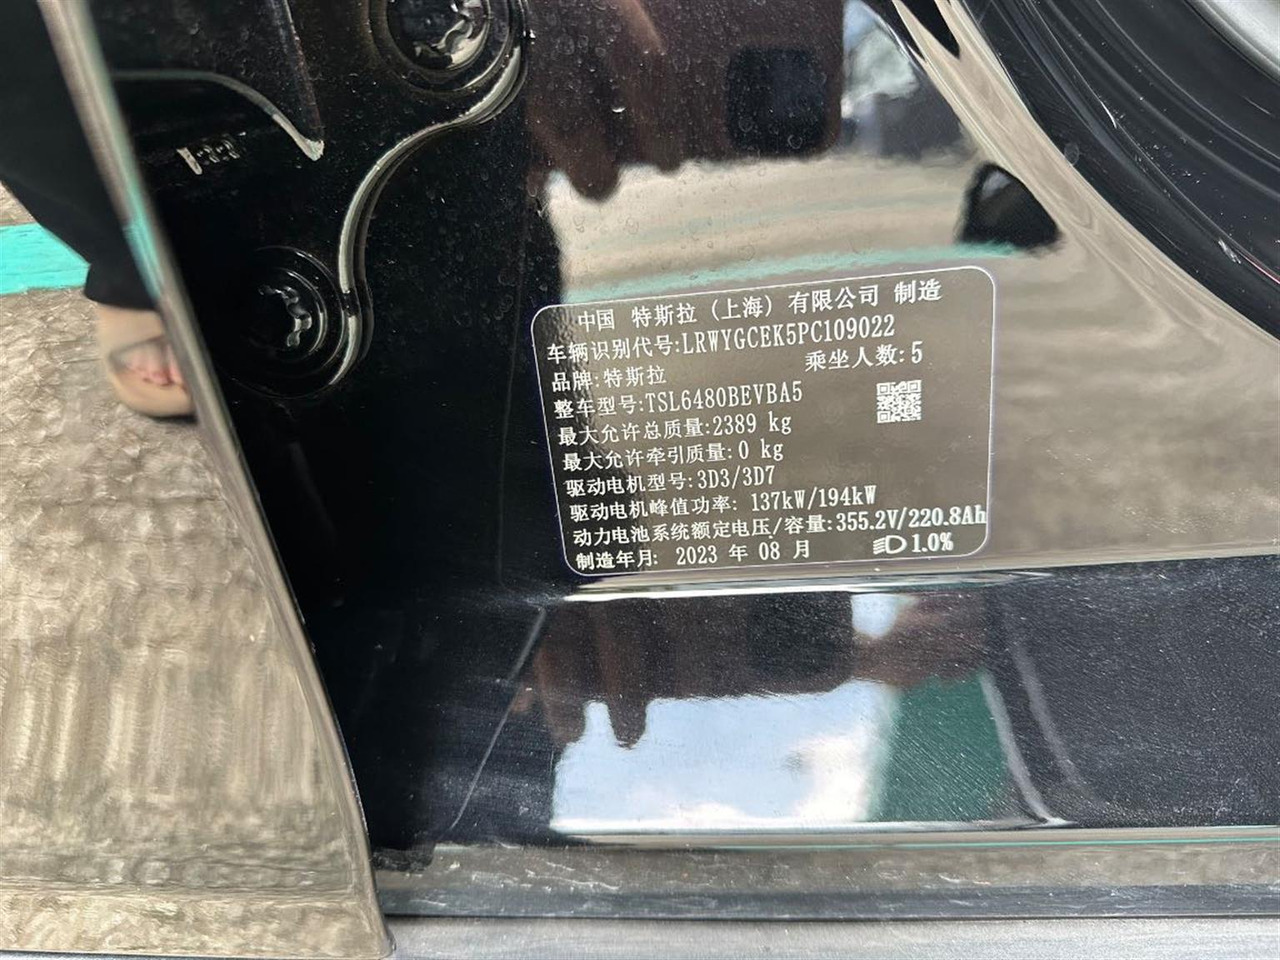 中国 特斯拉（上海）有限公司 制造
车辆识别代号:LRWYGCEK5PC109022
品牌:特斯拉 乘坐人数:5
整车型号:TSL6480BEVBA5
最大允许总质量:2389 kg
最大允许牵引质量:0 kg
驱动电机型号:3D3/3D7
驱动电机峰值功率: 137kW/194kW
动力电池系统额定电压/容量:355.2V/220.8Ah
制造年月: 2023 年 08 月 1.0%